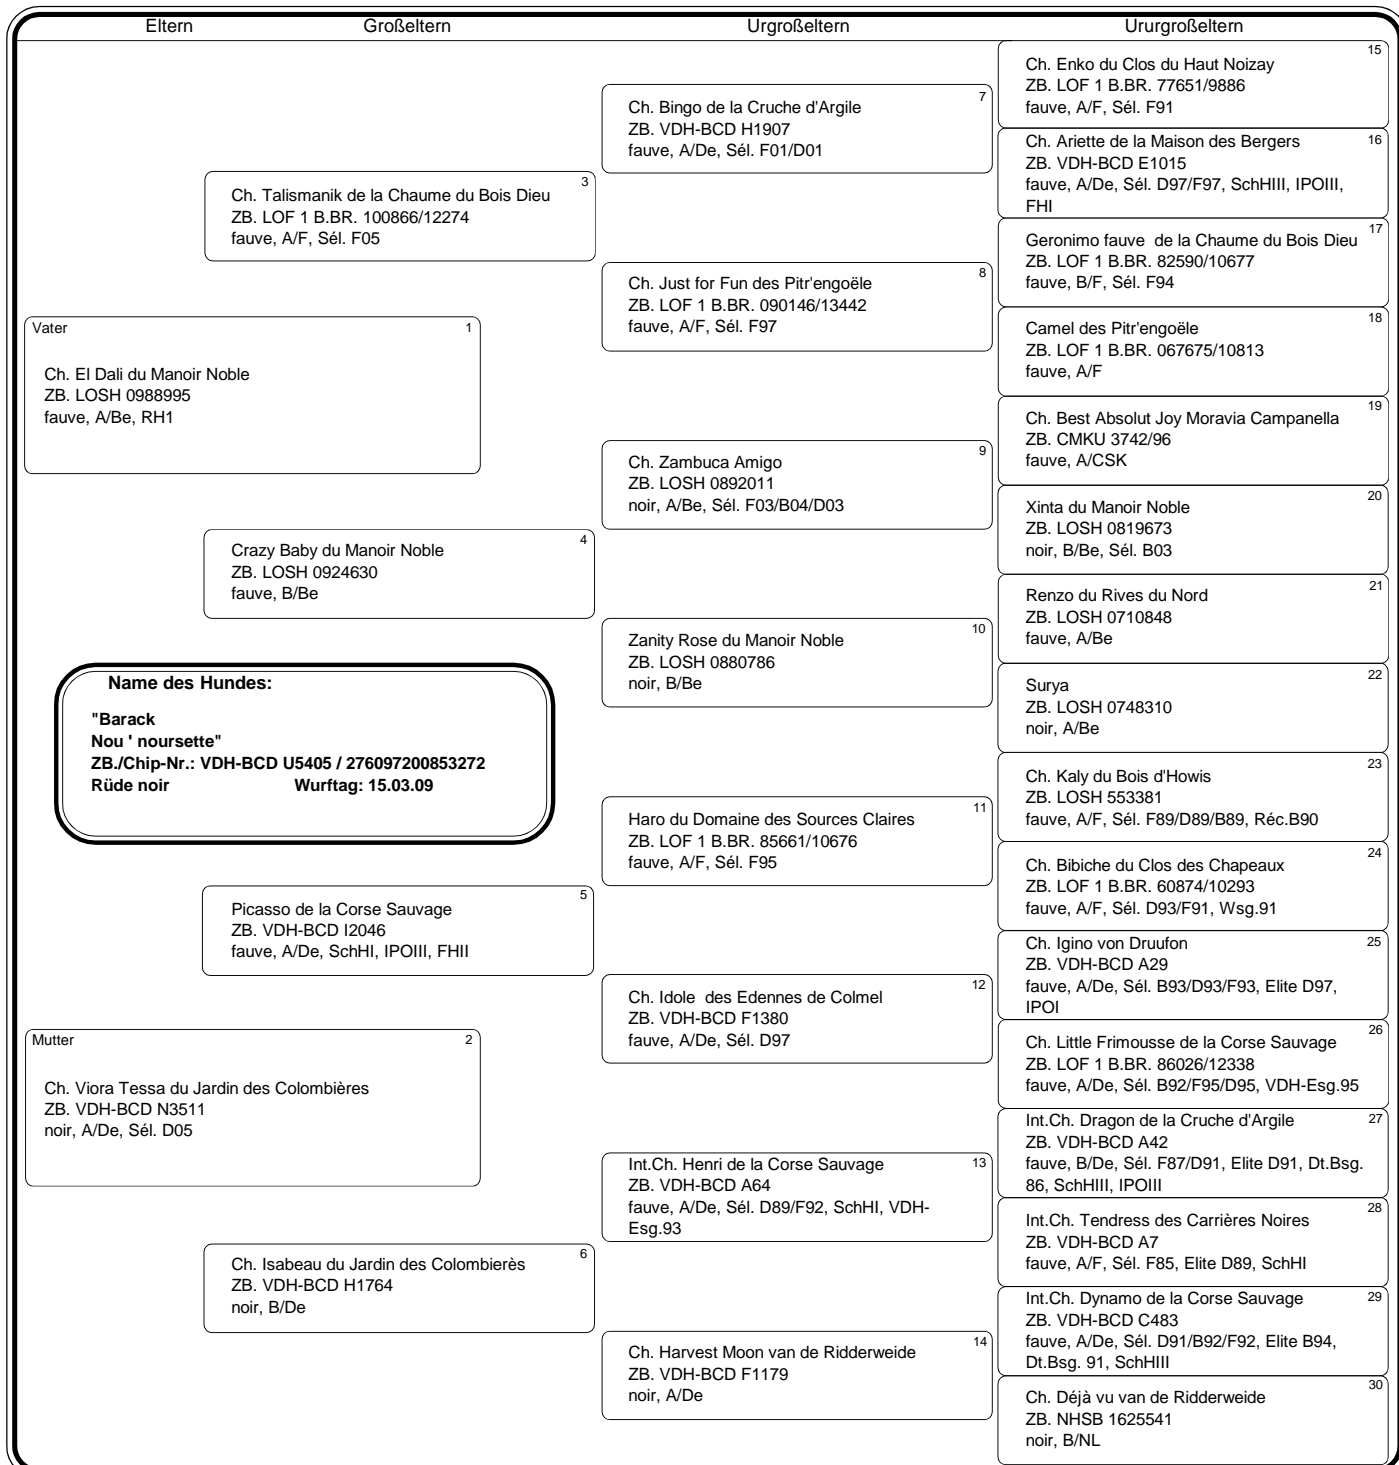 Eltern Großeltern Urgroßeltern Ururgroßeltern
Vater 1
Ch. El Dali du Manoir Noble
ZB. LOSH 0988995
fauve, A/Be, RH1
Name des Hundes:
"Barack
Nou ' noursette"
ZB./Chip-Nr.: VDH-BCD U5405 / 276097200853272
Rüde noir Wurftag: 15.03.09
Mutter 2
Ch. Viora Tessa du Jardin des Colombières
ZB. VDH-BCD N3511
noir, A/De, Sél. D05
3
Ch. Talismanik de la Chaume du Bois Dieu
ZB. LOF 1 B.BR. 100866/12274
fauve, A/F, Sél. F05
4
Crazy Baby du Manoir Noble
ZB. LOSH 0924630
fauve, B/Be
5
Picasso de la Corse Sauvage
ZB. VDH-BCD I2046
fauve, A/De, SchHI, IPOIII, FHII
6
Ch. Isabeau du Jardin des Colombierès
ZB. VDH-BCD H1764
noir, B/De
7
Ch. Bingo de la Cruche d'Argile
ZB. VDH-BCD H1907
fauve, A/De, Sél. F01/D01
8
Ch. Just for Fun des Pitr'engoële
ZB. LOF 1 B.BR. 090146/13442
fauve, A/F, Sél. F97
9
Ch. Zambuca Amigo
ZB. LOSH 0892011
noir, A/Be, Sél. F03/B04/D03
10
Zanity Rose du Manoir Noble
ZB. LOSH 0880786
noir, B/Be
11
Haro du Domaine des Sources Claires
ZB. LOF 1 B.BR. 85661/10676
fauve, A/F, Sél. F95
12
Ch. Idole des Edennes de Colmel
ZB. VDH-BCD F1380
fauve, A/De, Sél. D97
13
Int.Ch. Henri de la Corse Sauvage
ZB. VDH-BCD A64
fauve, A/De, Sél. D89/F92, SchHI, VDH-
Esg.93
14
Ch. Harvest Moon van de Ridderweide
ZB. VDH-BCD F1179
noir, A/De
15
Ch. Enko du Clos du Haut Noizay
ZB. LOF 1 B.BR. 77651/9886
fauve, A/F, Sél. F91
16
Ch. Ariette de la Maison des Bergers
ZB. VDH-BCD E1015
fauve, A/De, Sél. D97/F97, SchHIII, IPOIII,
FHI
17
Geronimo fauve de la Chaume du Bois Dieu
ZB. LOF 1 B.BR. 82590/10677
fauve, B/F, Sél. F94
18
Camel des Pitr'engoële
ZB. LOF 1 B.BR. 067675/10813
fauve, A/F
19
Ch. Best Absolut Joy Moravia Campanella
ZB. CMKU 3742/96
fauve, A/CSK
20
Xinta du Manoir Noble
ZB. LOSH 0819673
noir, B/Be, Sél. B03
21
Renzo du Rives du Nord
ZB. LOSH 0710848
fauve, A/Be
22
Surya
ZB. LOSH 0748310
noir, A/Be
23
Ch. Kaly du Bois d'Howis
ZB. LOSH 553381
fauve, A/F, Sél. F89/D89/B89, Réc.B90
24
Ch. Bibiche du Clos des Chapeaux
ZB. LOF 1 B.BR. 60874/10293
fauve, A/F, Sél. D93/F91, Wsg.91
25
Ch. Igino von Druufon
ZB. VDH-BCD A29
fauve, A/De, Sél. B93/D93/F93, Elite D97,
IPOI
26
Ch. Little Frimousse de la Corse Sauvage
ZB. LOF 1 B.BR. 86026/12338
fauve, A/De, Sél. B92/F95/D95, VDH-Esg.95
27
Int.Ch. Dragon de la Cruche d'Argile
ZB. VDH-BCD A42
fauve, B/De, Sél. F87/D91, Elite D91, Dt.Bsg.
86, SchHIII, IPOIII
28
Int.Ch. Tendress des Carrières Noires
ZB. VDH-BCD A7
fauve, A/F, Sél. F85, Elite D89, SchHI
29
Int.Ch. Dynamo de la Corse Sauvage
ZB. VDH-BCD C483
fauve, A/De, Sél. D91/B92/F92, Elite B94,
Dt.Bsg. 91, SchHIII
30
Ch. Déjà vu van de Ridderweide
ZB. NHSB 1625541
noir, B/NL